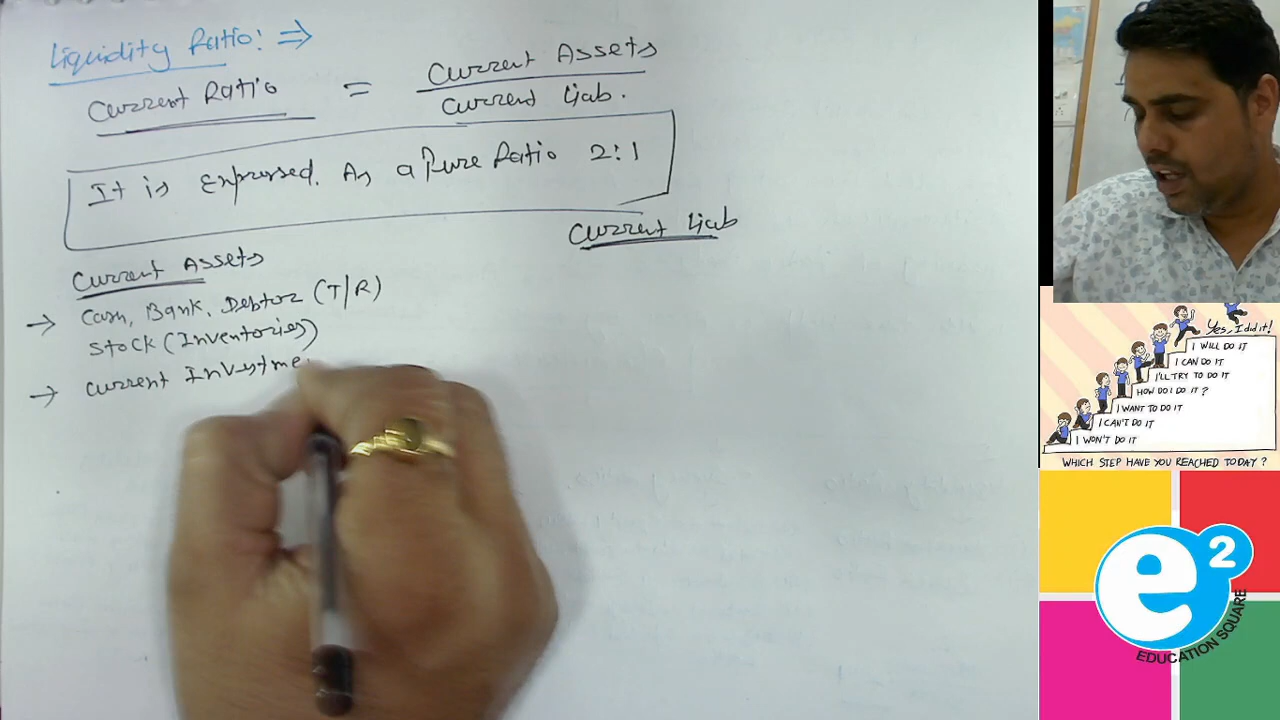 Liquidity Ratio: ⇒
Current Ratio = Current Assets
Current Liab.
It is Expressed. As a Pure Ratio 2:1
Current Liab
Current Assets
→ Cash, Bank, Debtor (T/R)
Stock (Inventories)
→ Current Investme
Yes, I did it!
I WILL DO IT
I CAN DO IT
I'LL TRY TO DO IT
HOW DO I DO IT?
I WANT TO DO IT
I CAN'T DO IT
I WON'T DO IT
WHICH STEP HAVE YOU REACHED TODAY?
e2
EDUCATION SQUARE